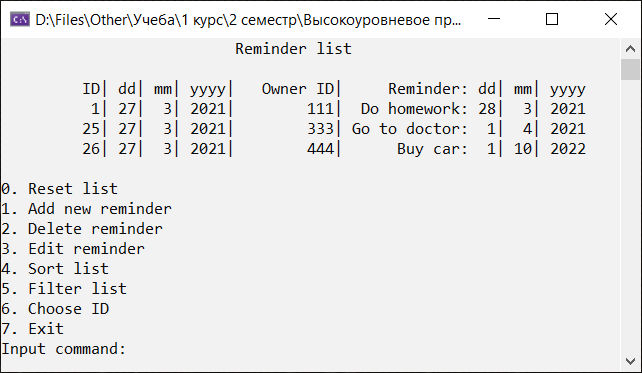 D:\Files\Other\Учеба\1 курс\2 семестр\Высокоуровневое пр...
Reminder list
ID| dd| mm| yyyy| Owner ID| Reminder: dd| mm| yyyy
1| 27| 3| 2021| 111| Do homework: 28| 3| 2021
25| 27| 3| 2021| 333| Go to doctor: 1| 4| 2021
26| 27| 3| 2021| 444| Buy car: 1| 10| 2022
0. Reset list
1. Add new reminder
2. Delete reminder
3. Edit reminder
4. Sort list
5. Filter list
6. Choose ID
7. Exit
Input command: